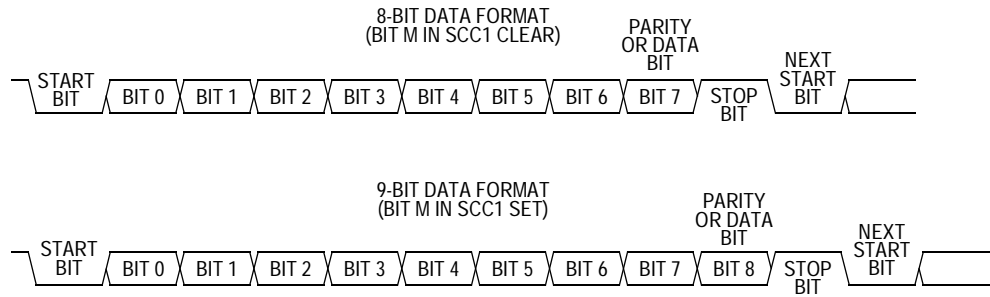 8-BIT DATA FORMAT
(BIT M IN SCC1 CLEAR)
PARITY
OR DATA
BIT
NEXT
START
BIT
START
BIT
BIT 0
BIT 1
BIT 2
BIT 3
BIT 4
BIT 5
BIT 6
BIT 7
STOP
BIT
9-BIT DATA FORMAT
(BIT M IN SCC1 SET)
PARITY
OR DATA
BIT
NEXT
START
BIT
START
BIT
BIT 0
BIT 1
BIT 2
BIT 3
BIT 4
BIT 5
BIT 6
BIT 7
BIT 8
STOP
BIT